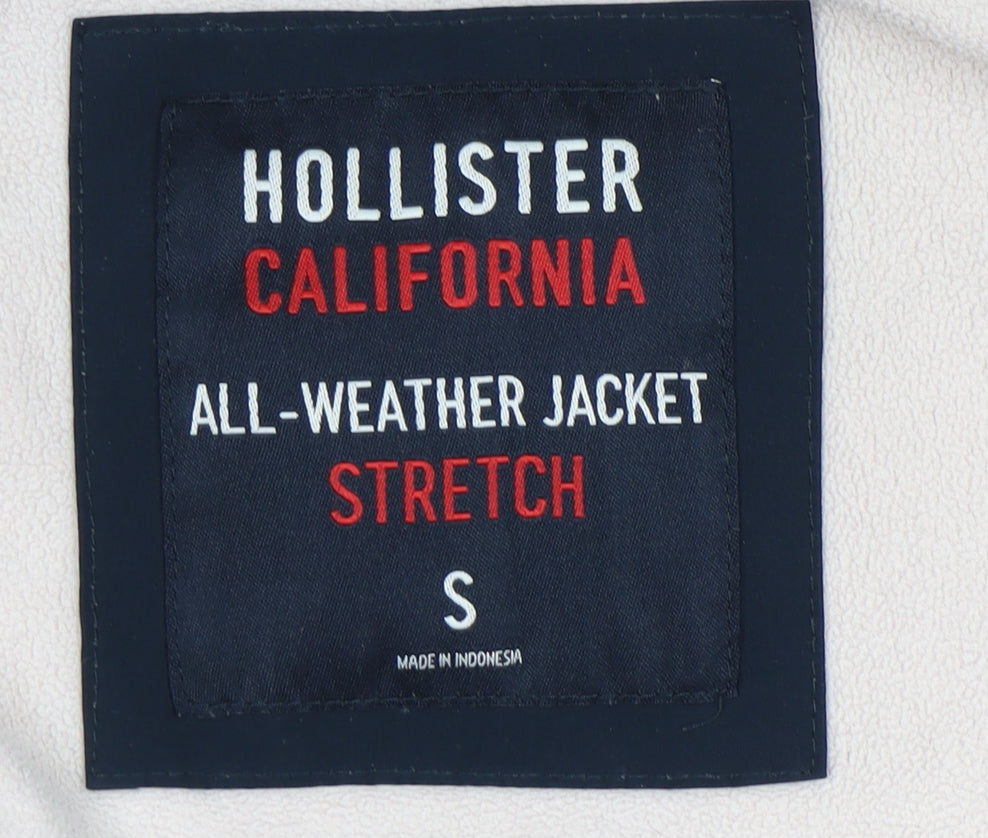 HOLLISTER
CALIFORNIA
ALL-WEATHER JACKET
STRETCH
S
MADE IN INDONESIA